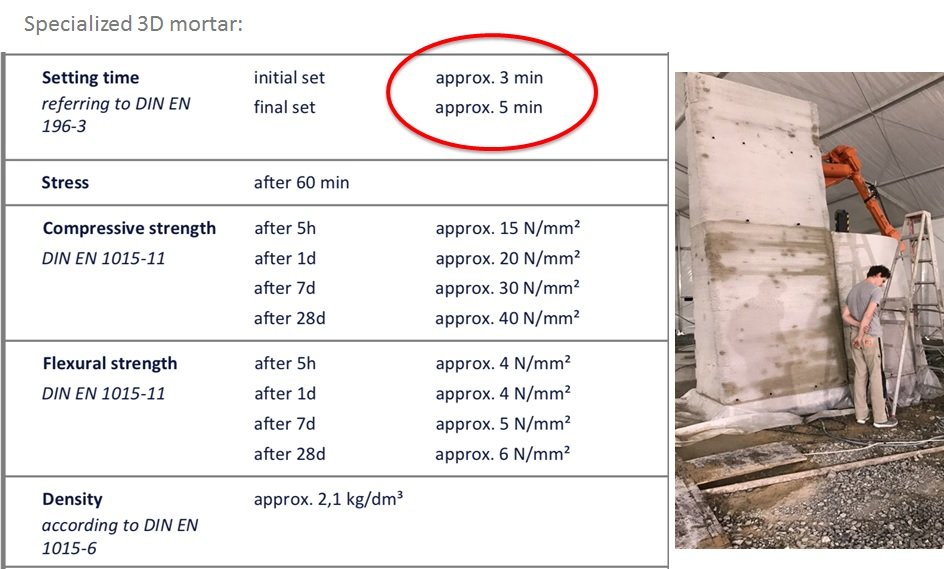 Specialized 3D mortar:
Setting time initial set approx. 3 min
referring to DIN EN final set approx. 5 min
196-3
Stress after 60 min
Compressive strength after 5h approx. 15 N/mm²
DIN EN 1015-11 after 1d approx. 20 N/mm²
after 7d approx. 30 N/mm²
after 28d approx. 40 N/mm²
Flexural strength after 5h approx. 4 N/mm²
DIN EN 1015-11 after 1d approx. 4 N/mm²
after 7d approx. 5 N/mm²
after 28d approx. 6 N/mm²
Density approx. 2,1 kg/dm³
according to DIN EN
1015-6